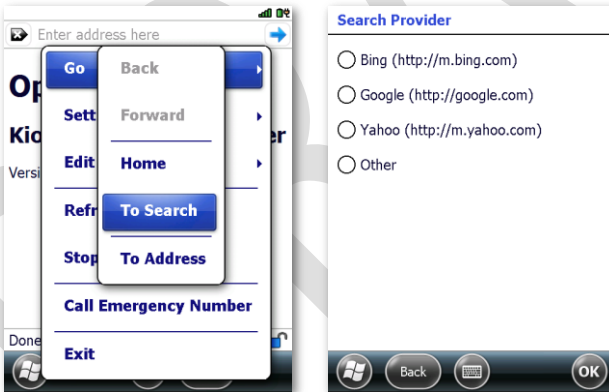 Enter address here
Go
Back
Op
Sett
Forward
Kio
er
Edit
Home
Versi
Refr
To Search
Stop
To Address
Call Emergency Number
Done
Exit
Search Provider
Bing (http://m.bing.com)
Google (http://google.com)
Yahoo (http://m.yahoo.com)
Other
Back
OK